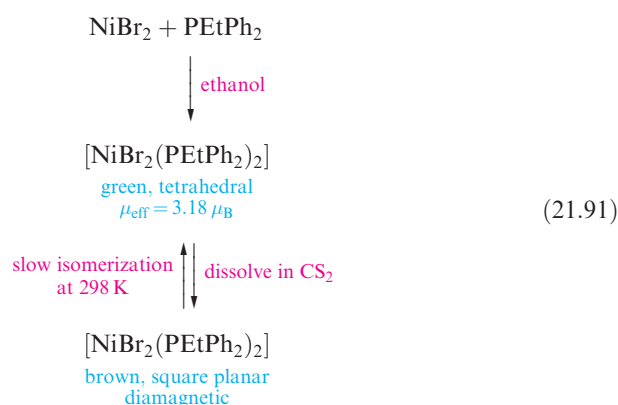 NiBr₂ + PEtPh₂
ethanol
[NiBr₂(PEtPh₂)₂]
green, tetrahedral
μeff = 3.18 μB
(21.91)
slow isomerization
at 298 K
dissolve in CS₂
[NiBr₂(PEtPh₂)₂]
brown, square planar
diamagnetic